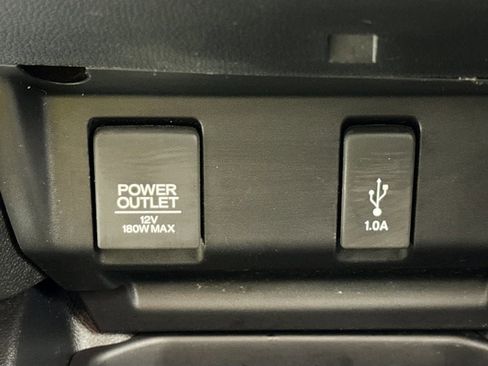 POWER
OUTLET
12V
180W MAX
1.0A